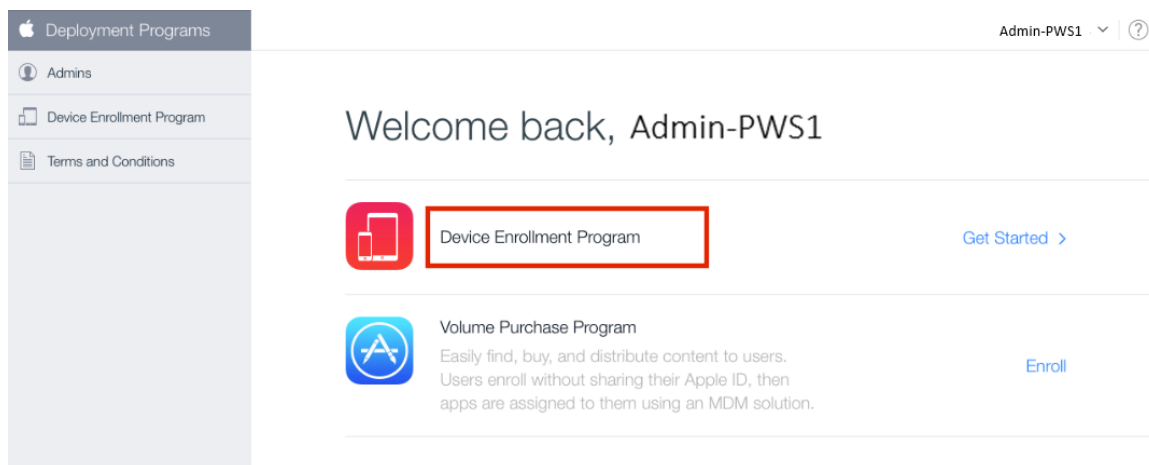 Deployment Programs
Admin-PWS1
?
Admins
Device Enrollment Program
Terms and Conditions
Welcome back, Admin-PWS1
Device Enrollment Program
Get Started >
Volume Purchase Program
Easily find, buy, and distribute content to users.
Users enroll without sharing their Apple ID, then
apps are assigned to them using an MDM solution.
Enroll